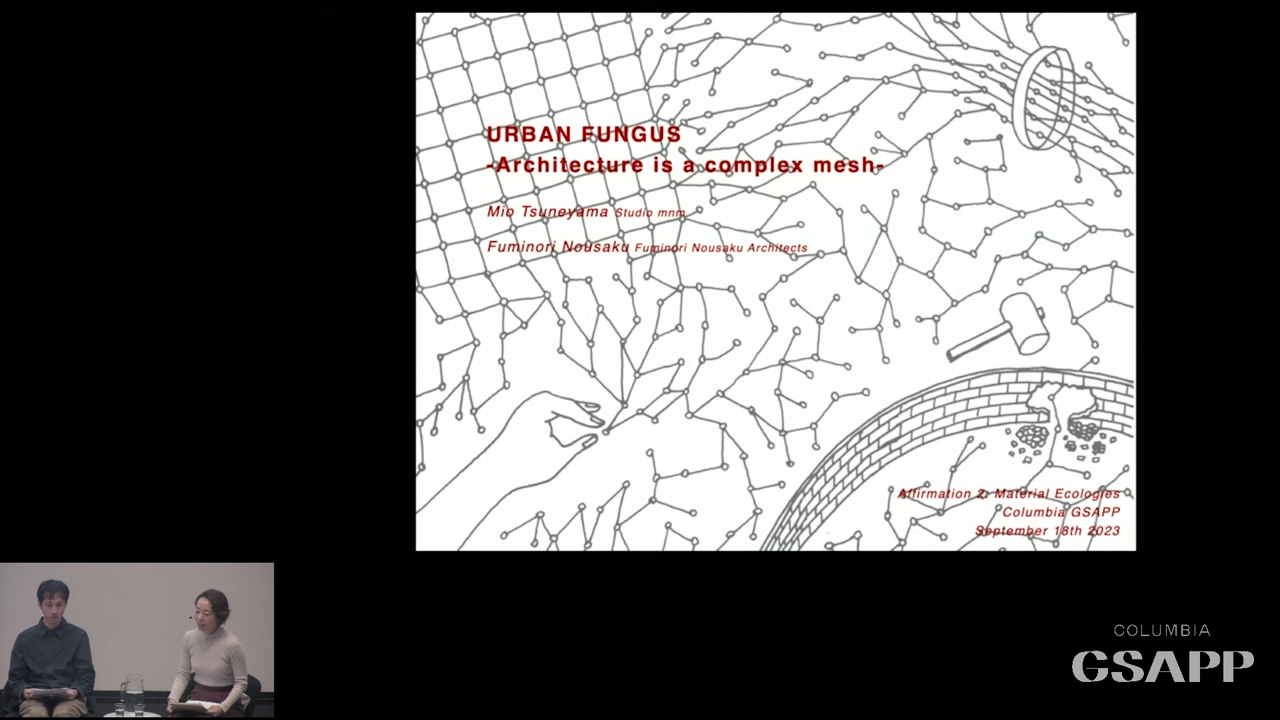 URBAN FUNGUS
-Architecture is a complex mesh-
Mio Tsuneyama Studio mnm
Fuminori Nousaku Fuminori Nousaku Architects
Affirmation 2: Material Ecologies
Columbia GSAPP
September 18th 2023
COLUMBIA
GSAPP